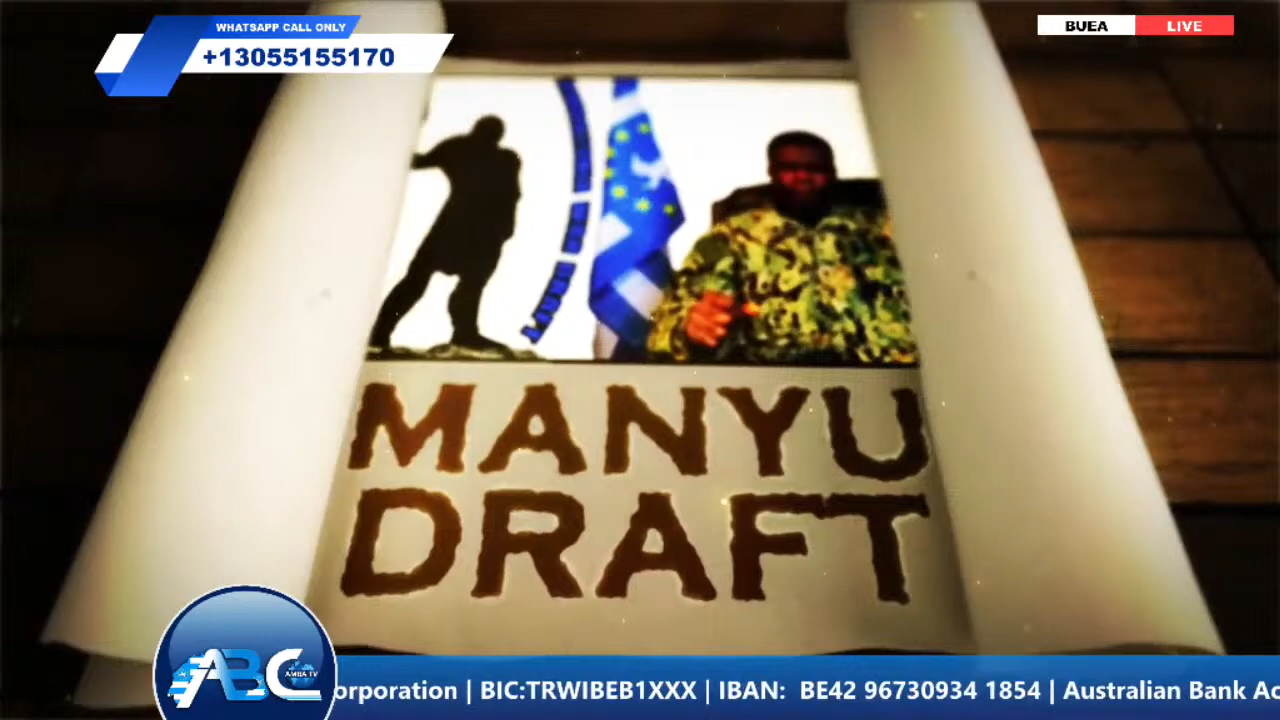 WHATSAPP CALL ONLY
+13055155170
BUEA LIVE
MANYU
DRAFT
ABC
AMBA TV
orporation | BIC:TRWIBEB1XXX | IBAN: BE42 96730934 1854 | Australian Bank Ac